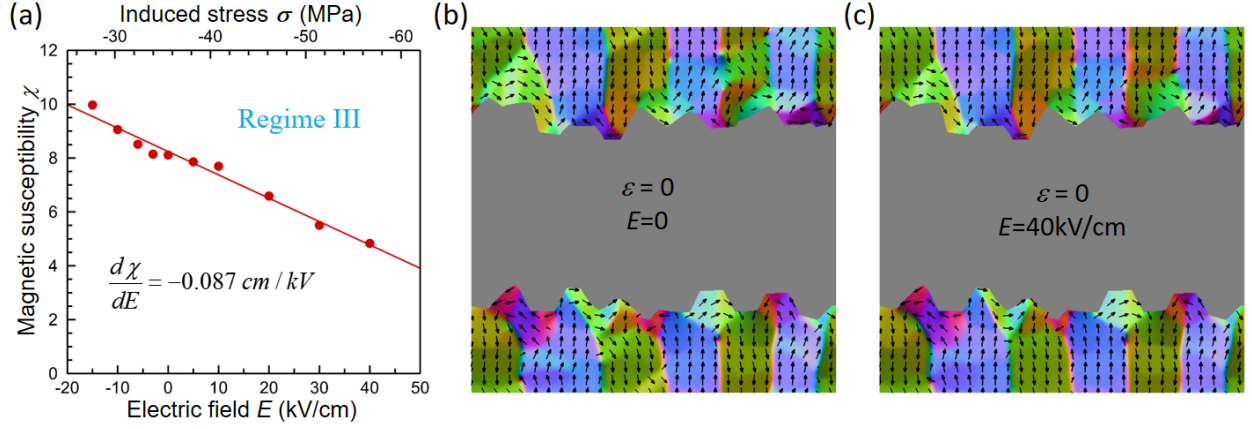 (a)
Induced stress σ (MPa)
-30 -40 -50 -60
12
10
8
6
4
2
0
Magnetic susceptibility χ
Regime III
dχ/dE = −0.087 cm / kV
-20 -10 0 10 20 30 40 50
Electric field E (kV/cm)
(b)
ε = 0
E=0
(c)
ε = 0
E=40kV/cm